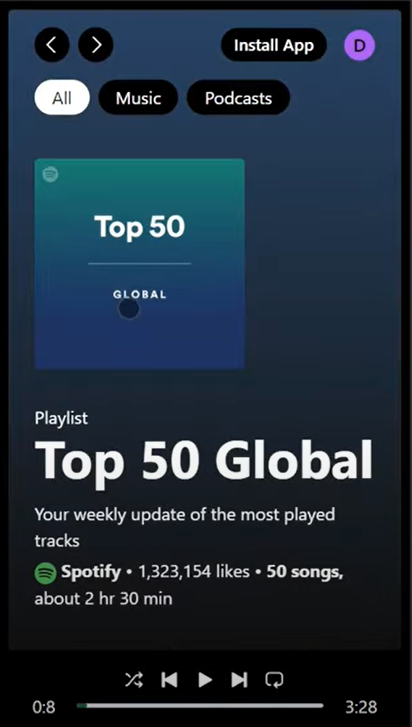 Install App
D
All
Music
Podcasts
Top 50
GLOBAL
Playlist
Top 50 Global
Your weekly update of the most played
tracks
Spotify • 1,323,154 likes • 50 songs,
about 2 hr 30 min
0:8
3:28